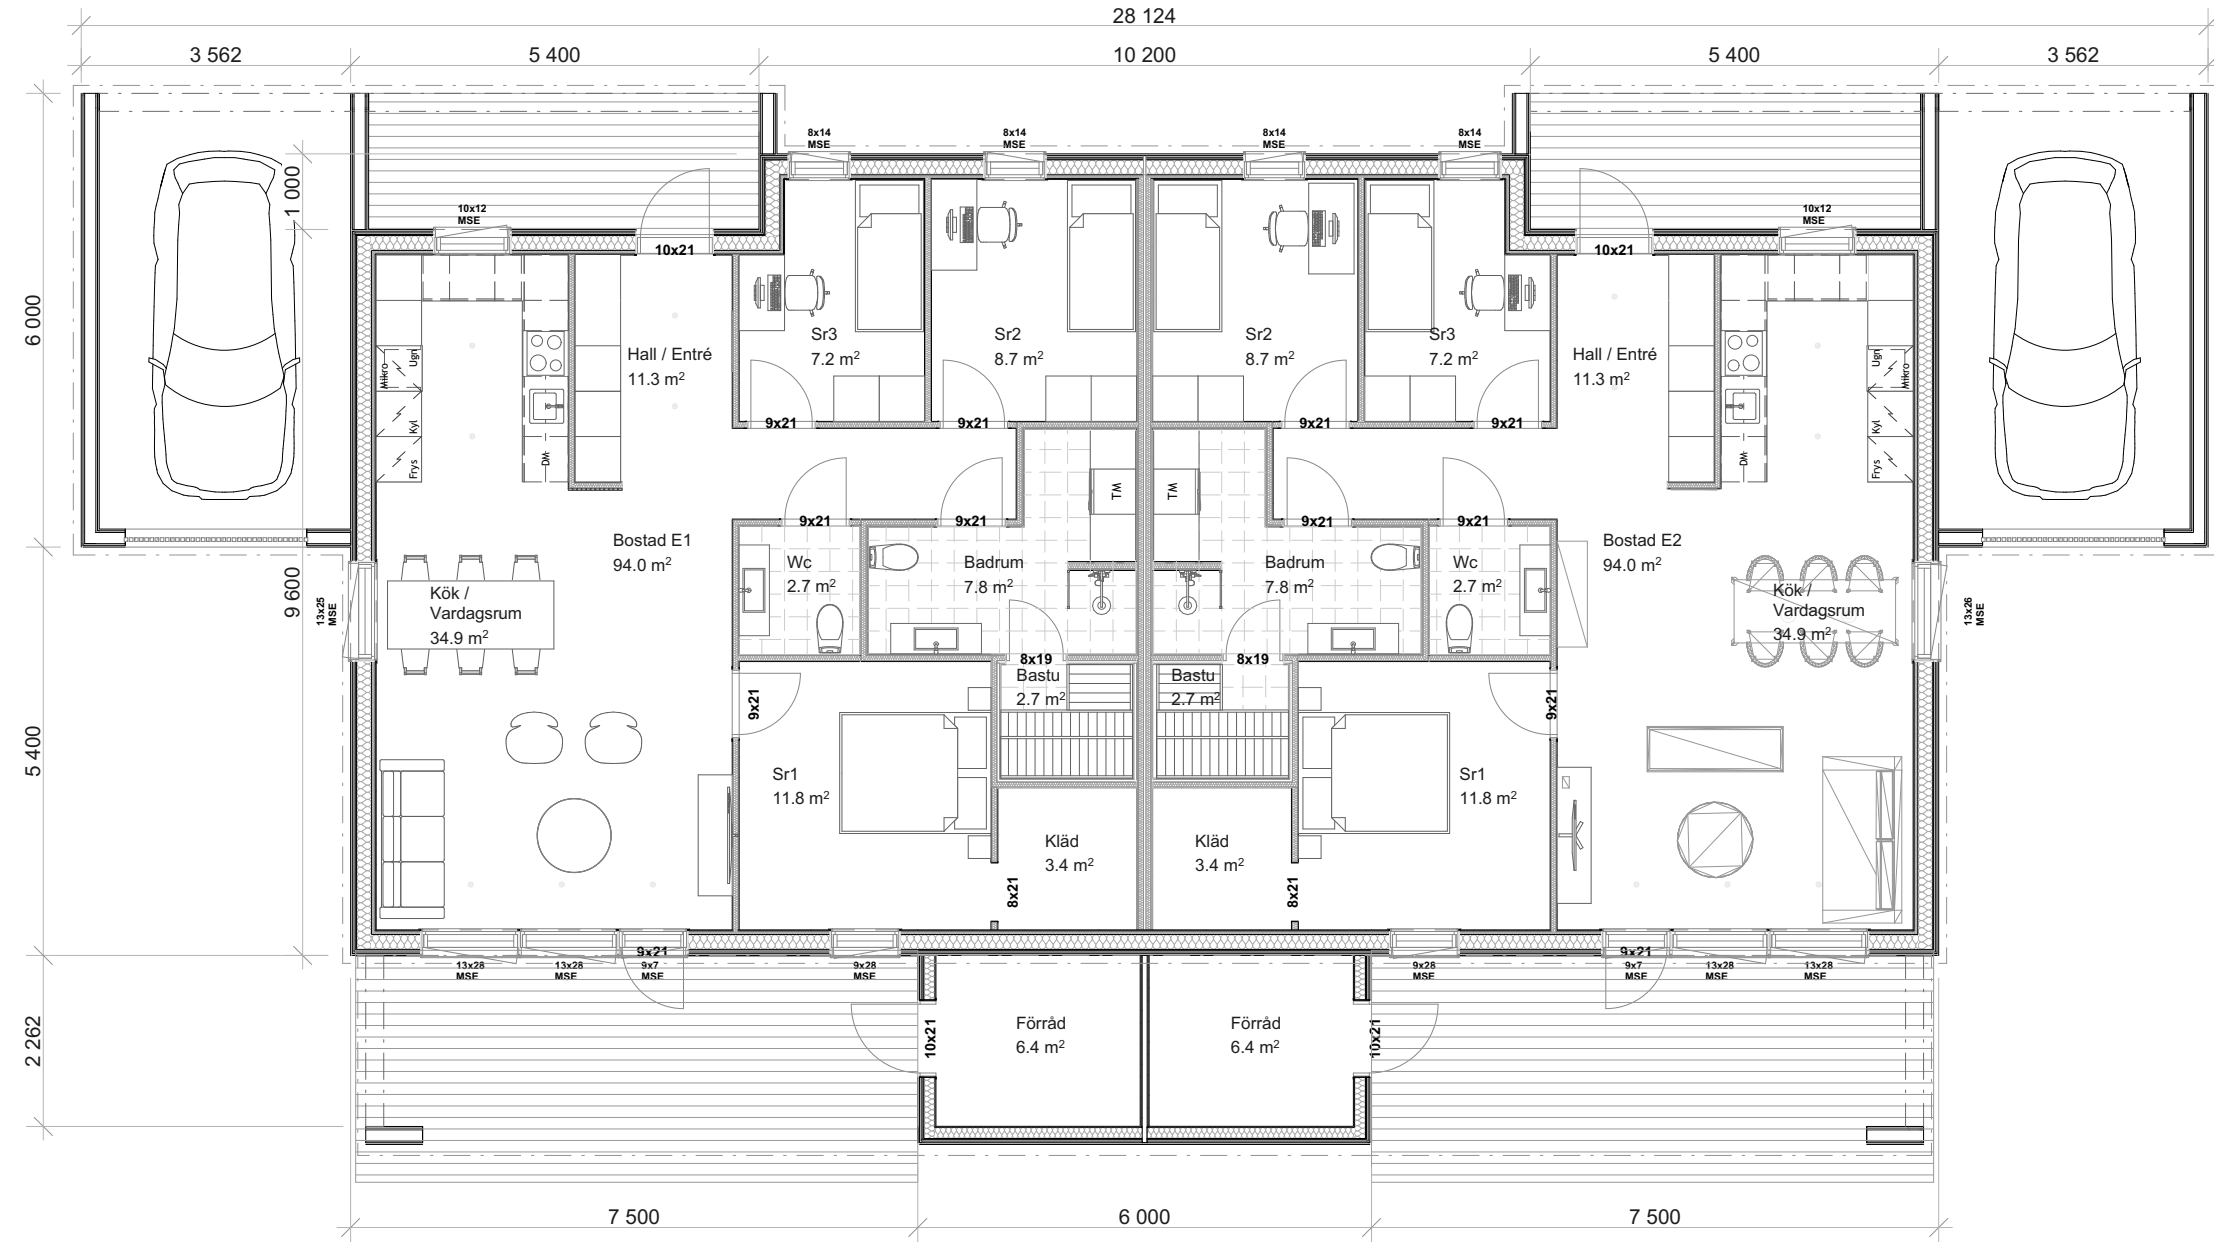 28 124
3 562
5 400
10 200
5 400
3 562
8x14
MSE
8x14
MSE
8x14
MSE
8x14
MSE
1 000
10x12
MSE
10x12
MSE
10x21
10x21
6 000
Sr3
7.2 m²
Sr2
8.7 m²
Sr2
8.7 m²
Sr3
7.2 m²
Hall / Entré
11.3 m²
Hall / Entré
11.3 m²
Mikro
Ugn
Kyl
Frys
DM
Ugn
Mikro
Kyl
Frys
DM
9x21
9x21
9x21
9x21
TM
TM
9x21
9x21
9x21
9x21
Bostad E1
94.0 m²
Bostad E2
94.0 m²
Wc
2.7 m²
Badrum
7.8 m²
Badrum
7.8 m²
Wc
2.7 m²
9 600
13x25
MSE
Kök /
Vardagsrum
34.9 m²
Kök /
Vardagsrum
34.9 m²
13x26
MSE
8x19
8x19
Bastu
2.7 m²
Bastu
2.7 m²
9x21
9x21
5 400
Sr1
11.8 m²
Sr1
11.8 m²
Kläd
3.4 m²
Kläd
3.4 m²
8x21
8x21
9x21
9x21
13x28
MSE
13x28
MSE
9x7
MSE
9x28
MSE
9x28
MSE
9x7
MSE
13x28
MSE
13x28
MSE
2 262
10x21
Förråd
6.4 m²
Förråd
6.4 m²
10x21
7 500
6 000
7 500